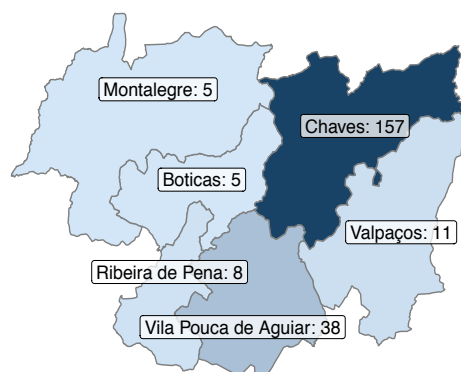 Montalegre: 5
Chaves: 157
Boticas: 5
Valpaços: 11
Ribeira de Pena: 8
Vila Pouca de Aguiar: 38